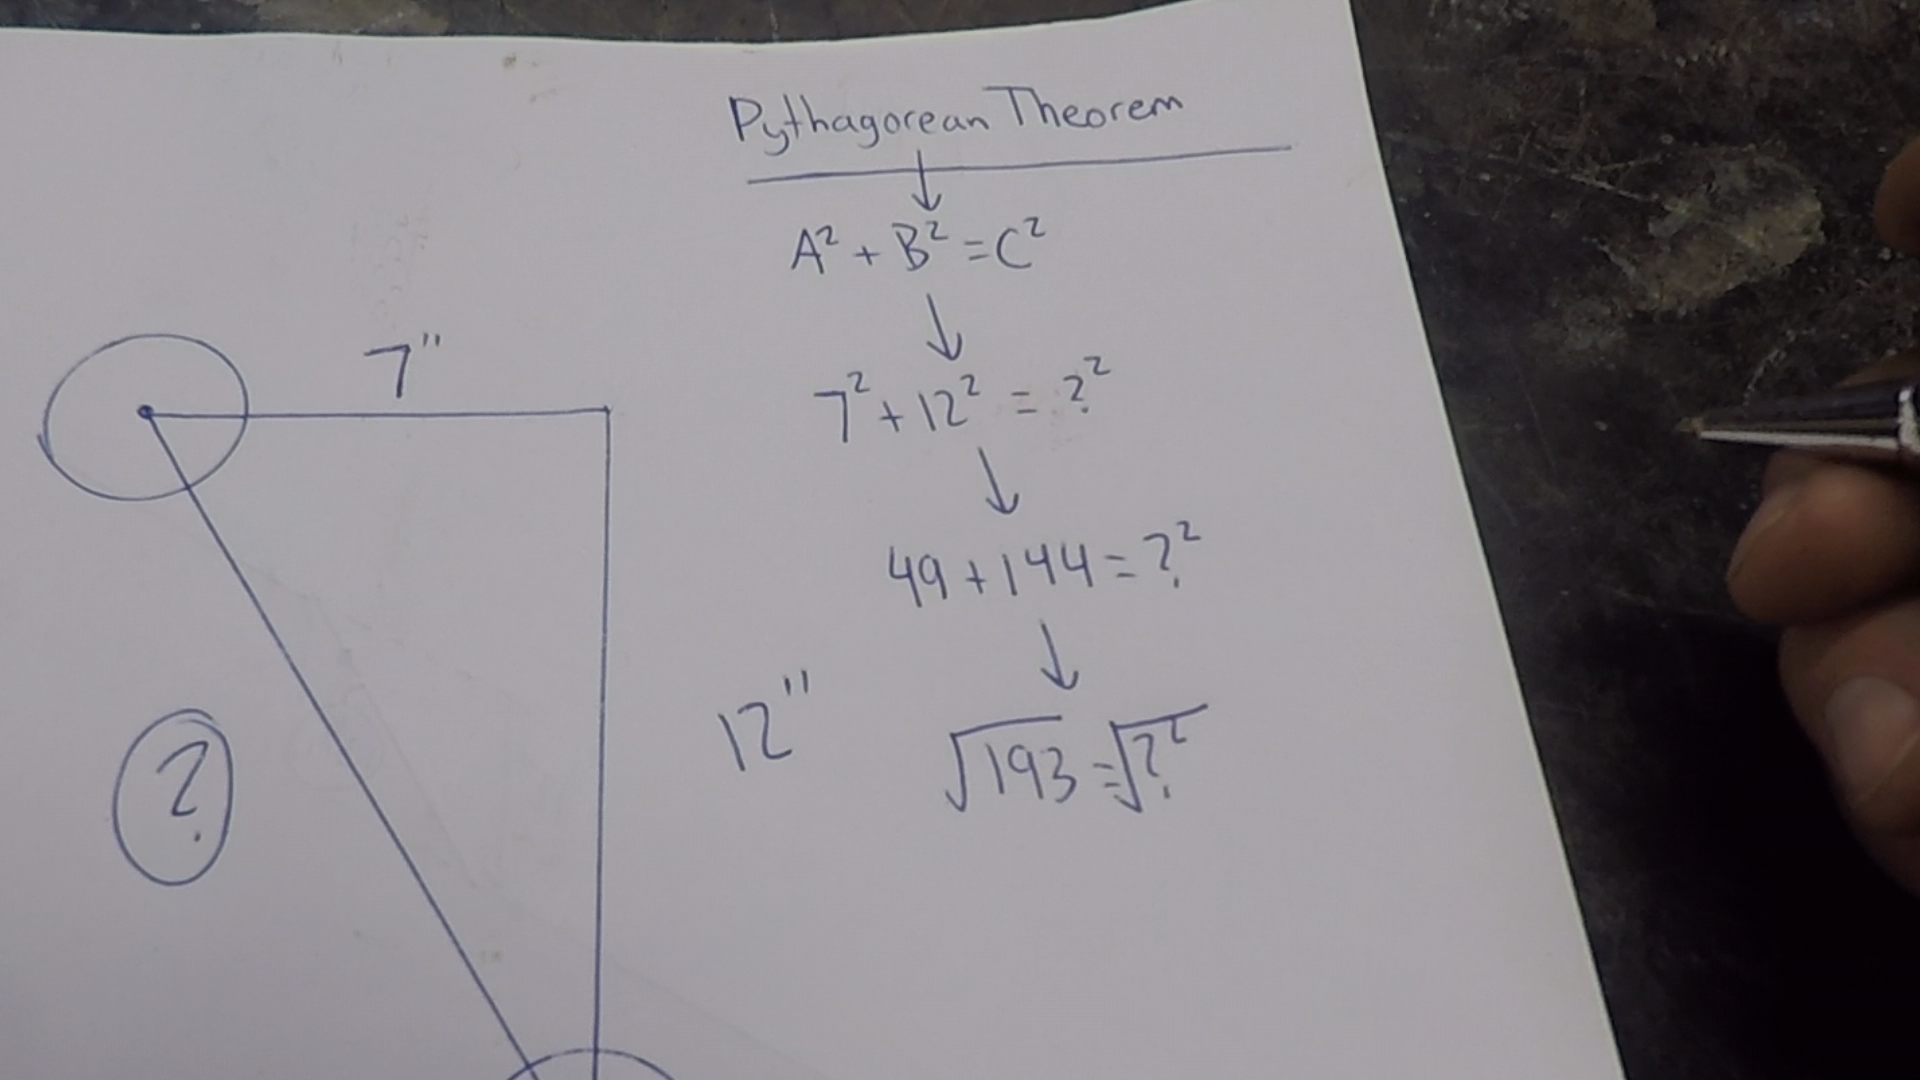 Pythagorean Theorem
A² + B² = C²
7"
7² + 12² = ?²
49 + 144 = ?²
12"
√193 = √?²
?